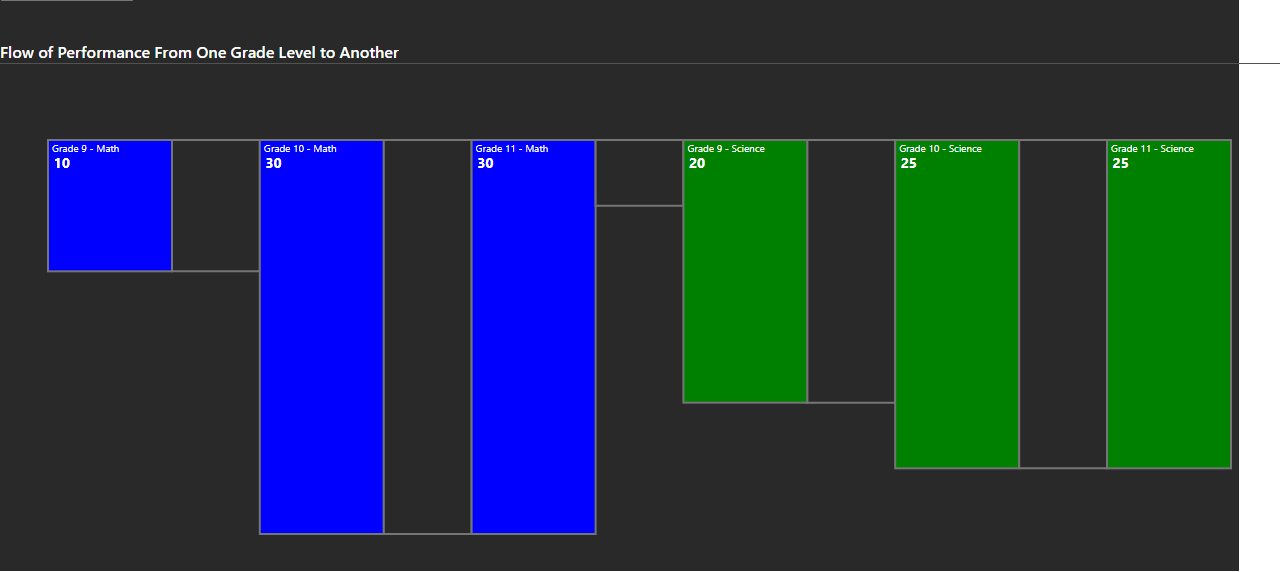 Flow of Performance From One Grade Level to Another
Grade 9 - Math
10
Grade 10 - Math
30
Grade 11 - Math
30
Grade 9 - Science
20
Grade 10 - Science
25
Grade 11 - Science
25